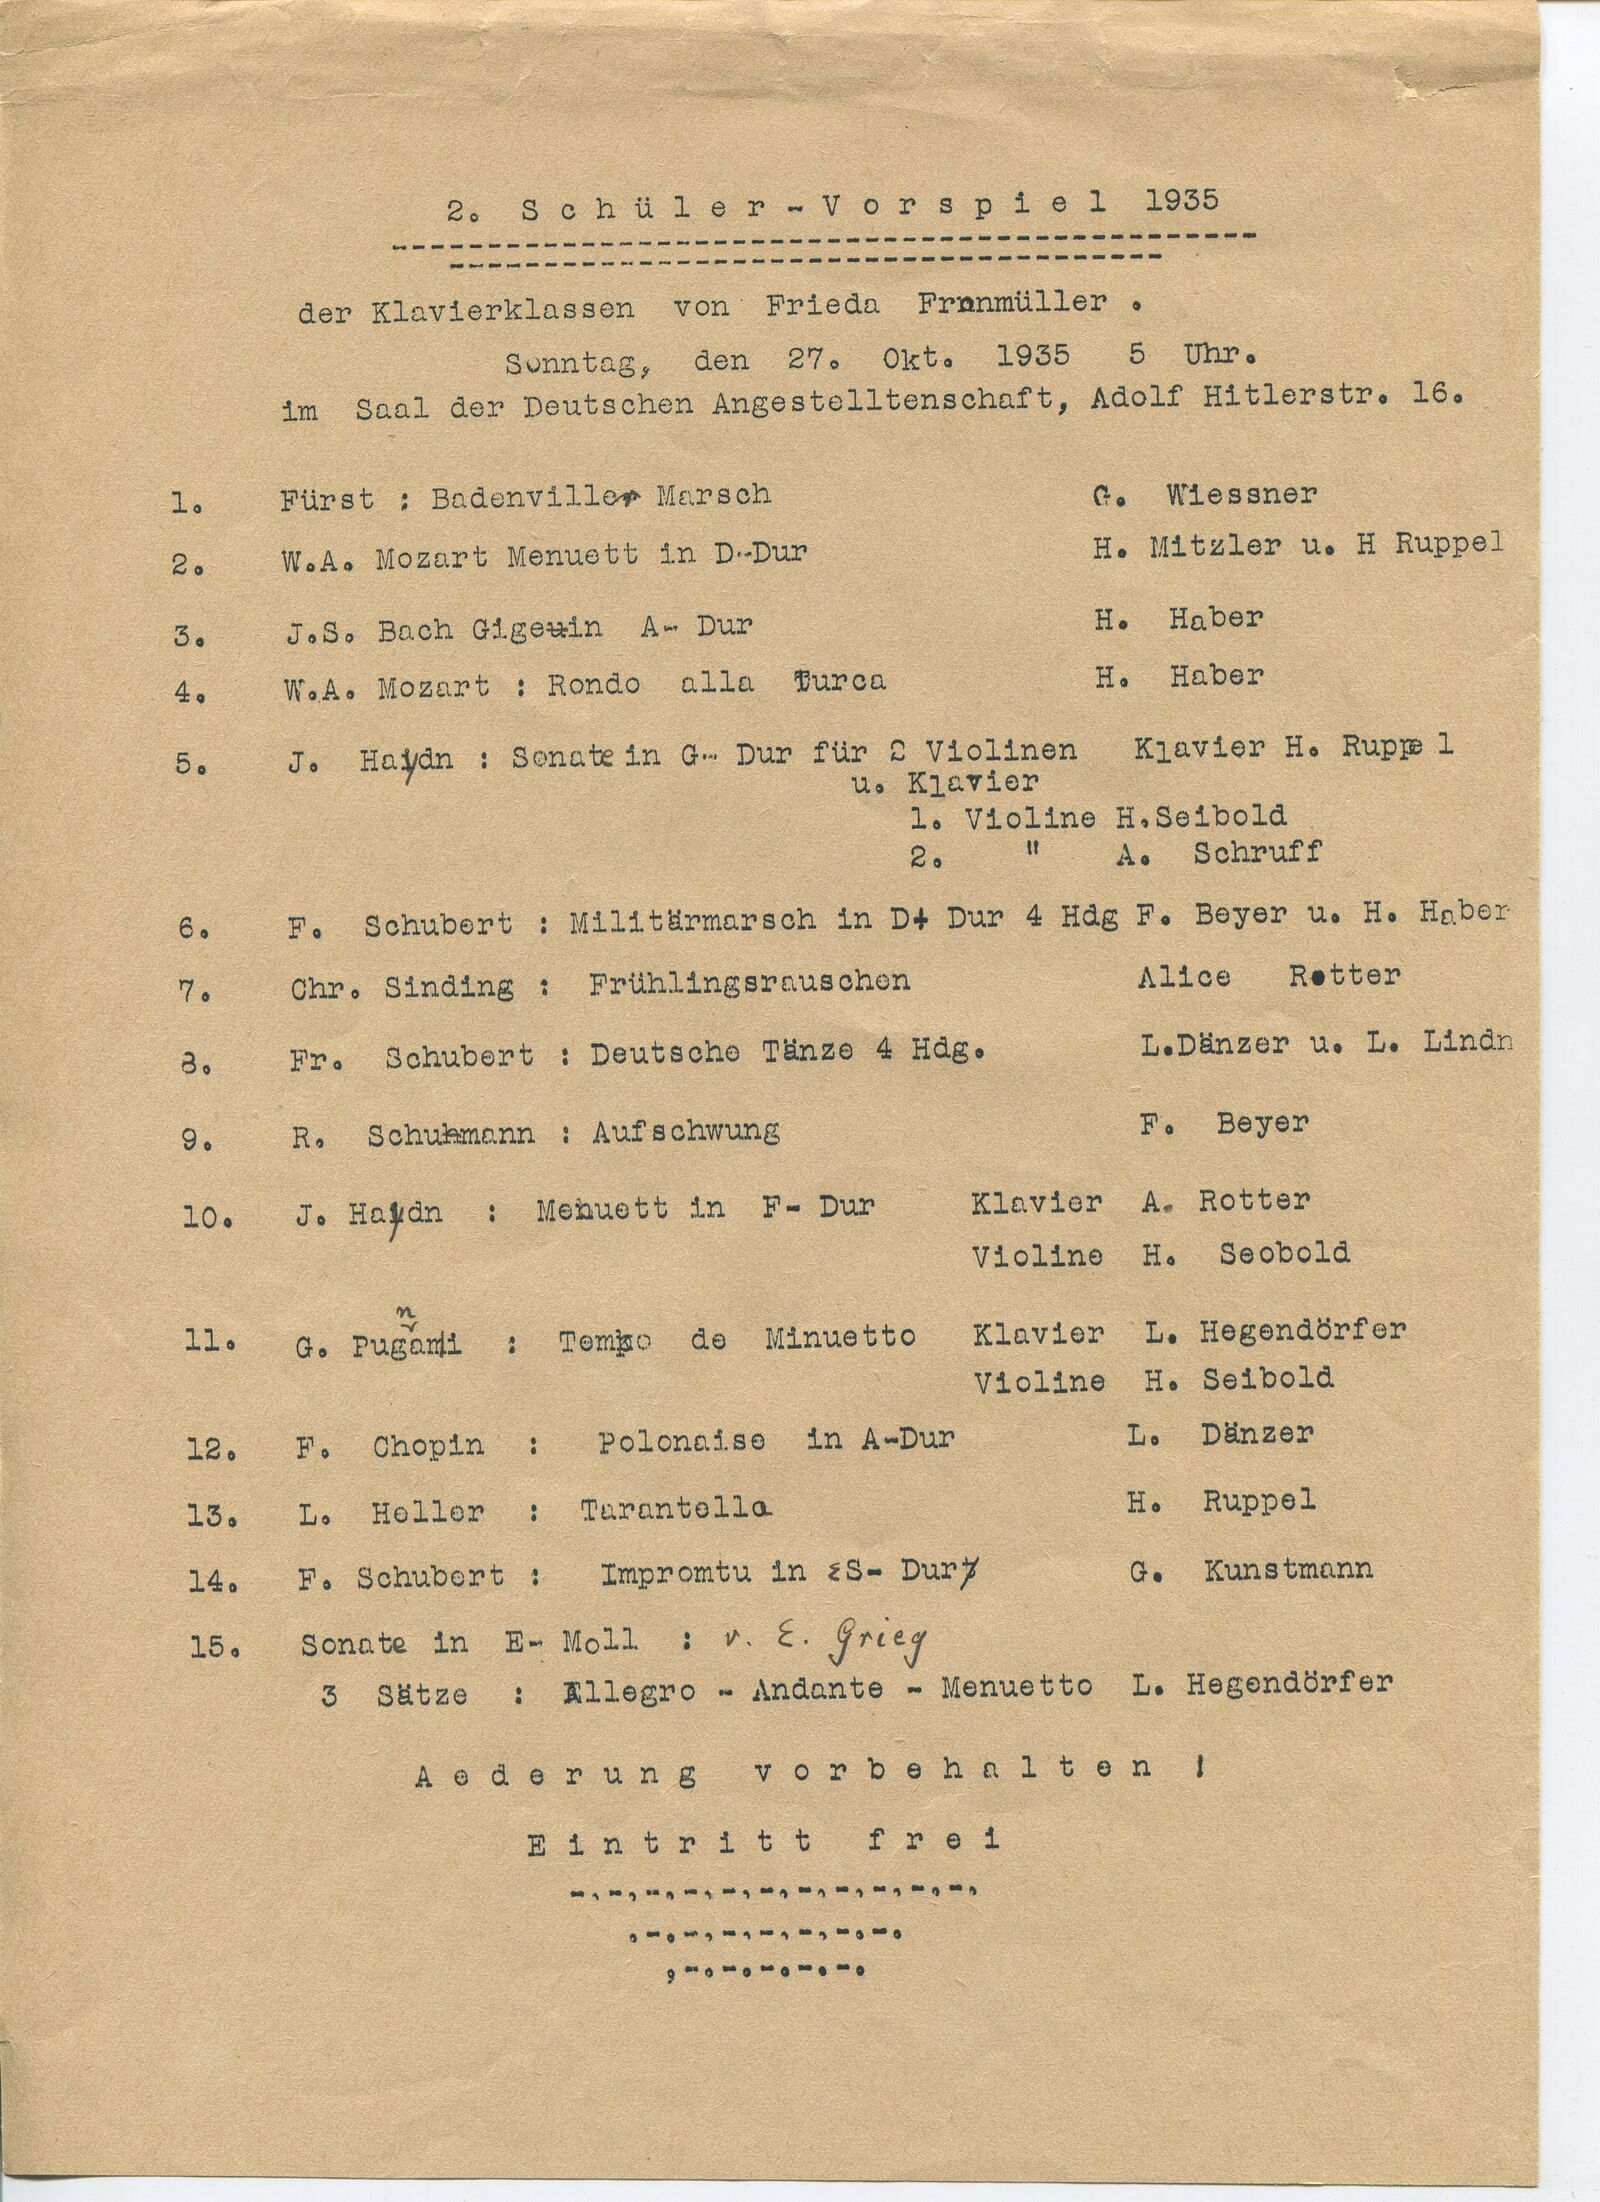 2. Schüler-Vorspiel 1935
der Klavierklassen von Frieda Fronmüller .
Sonntag, den 27. Okt. 1935 5 Uhr.
im Saal der Deutschen Angestelltenschaft, Adolf Hitlerstr. 16.
1. Fürst : Badenviller Marsch G. Wiessner
2. W.A. Mozart Menuett in D-Dur H. Mitzler u. H Ruppel
3. J.S. Bach Gige in A- Dur H. Haber
4. W.A. Mozart : Rondo alla Turca H. Haber
5. J. Haydn : Sonate in G- Dur für 2 Violinen Klavier H. Ruppel
u. Klavier
1. Violine H.Seibold
2. " A. Schruff
6. F. Schubert : Militärmarsch in D- Dur 4 Hdg F. Beyer u. H. Haber
7. Chr. Sinding : Frühlingsrauschen Alice Rotter
8. Fr. Schubert : Deutsche Tänze 4 Hdg. L.Dänzer u. L. Lindn
9. R. Schumann : Aufschwung F. Beyer
10. J. Haydn : Menuett in F- Dur Klavier A. Rotter
Violine H. Seobold
11. G. Pugnani : Tempo de Minuetto Klavier L. Hegendörfer
Violine H. Seibold
12. F. Chopin : Polonaise in A-Dur L. Dänzer
13. L. Heller : Tarantella H. Ruppel
14. F. Schubert : Impromtu in ES- Dur G. Kunstmann
15. Sonate in E- Moll : v. E. Grieg
3 Sätze : Allegro - Andante - Menuetto L. Hegendörfer
Aederung vorbehalten !
Eintritt frei